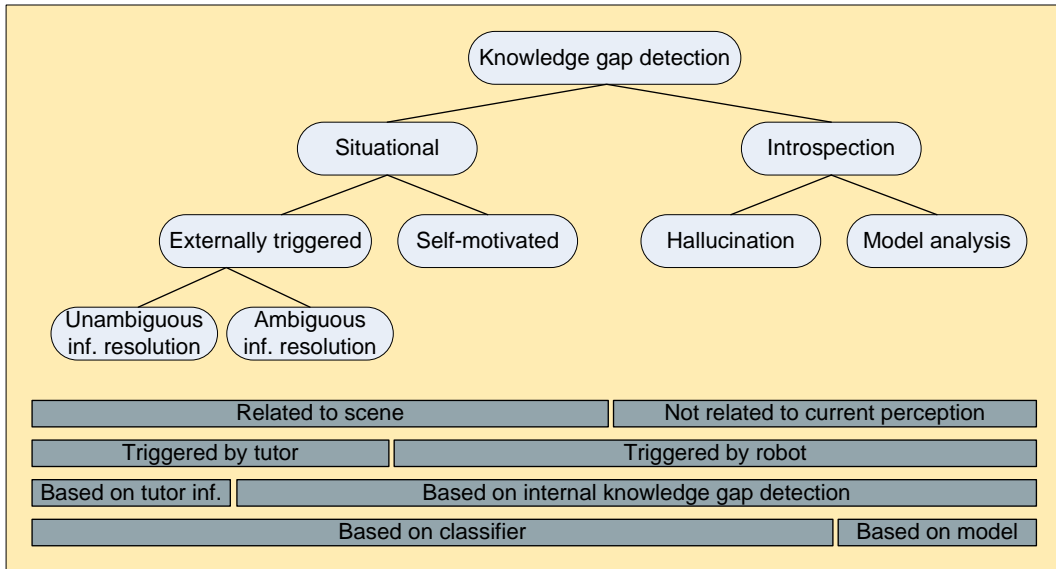 Knowledge gap detection
Situational
Introspection
Externally triggered
Self-motivated
Hallucination
Model analysis
Unambiguous
inf. resolution
Ambiguous
inf. resolution
Related to scene
Not related to current perception
Triggered by tutor
Triggered by robot
Based on tutor inf.
Based on internal knowledge gap detection
Based on classifier
Based on model